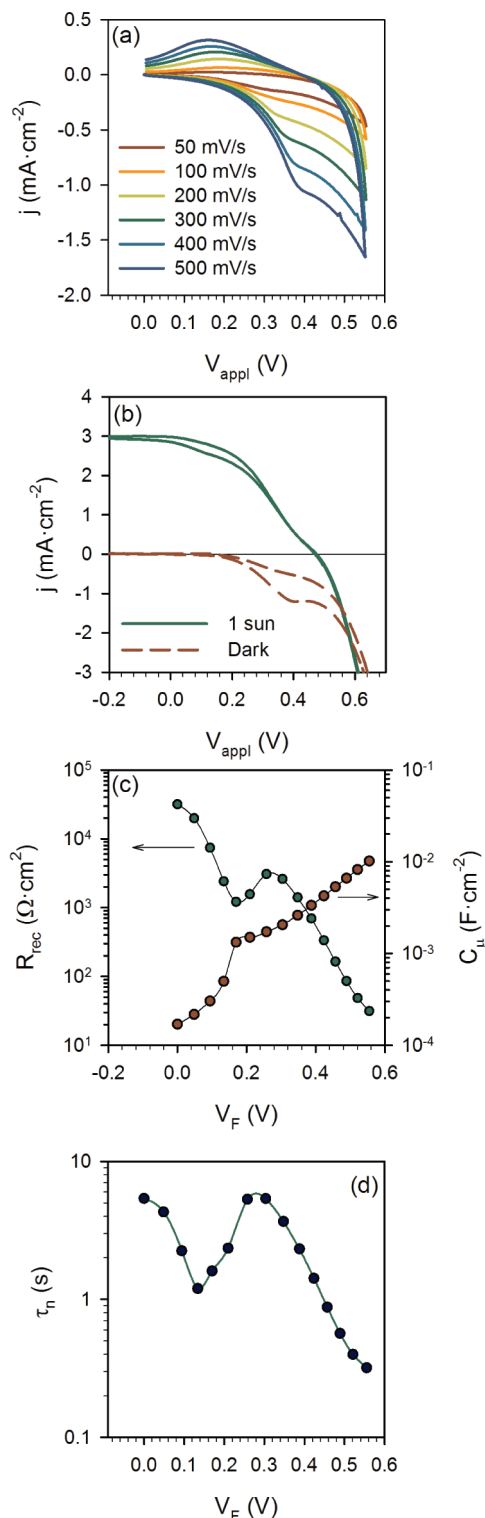 (a)
0.5
0.0
-0.5
-1.0
-1.5
-2.0
j (mA·cm⁻²)
50 mV/s
100 mV/s
200 mV/s
300 mV/s
400 mV/s
500 mV/s
0.0 0.1 0.2 0.3 0.4 0.5 0.6
V_appl (V)
(b)
4
3
2
1
0
-1
-2
-3
j (mA·cm⁻²)
1 sun
Dark
-0.2 0.0 0.2 0.4 0.6
V_appl (V)
(c)
10⁵
10⁴
10³
10²
10¹
R_rec (Ω·cm²)
10⁻¹
10⁻²
10⁻³
10⁻⁴
C_μ (F·cm⁻²)
-0.2 0.0 0.2 0.4 0.6
V_F (V)
(d)
10
1
0.1
τ_n (s)
0.0 0.1 0.2 0.3 0.4 0.5 0.6
V_F (V)